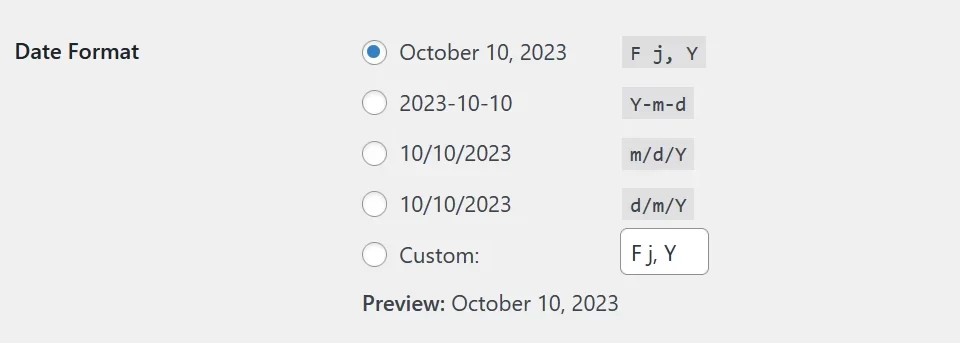 Date Format October 10, 2023 F j, Y
2023-10-10 Y-m-d
10/10/2023 m/d/Y
10/10/2023 d/m/Y
Custom: F j, Y
Preview: October 10, 2023